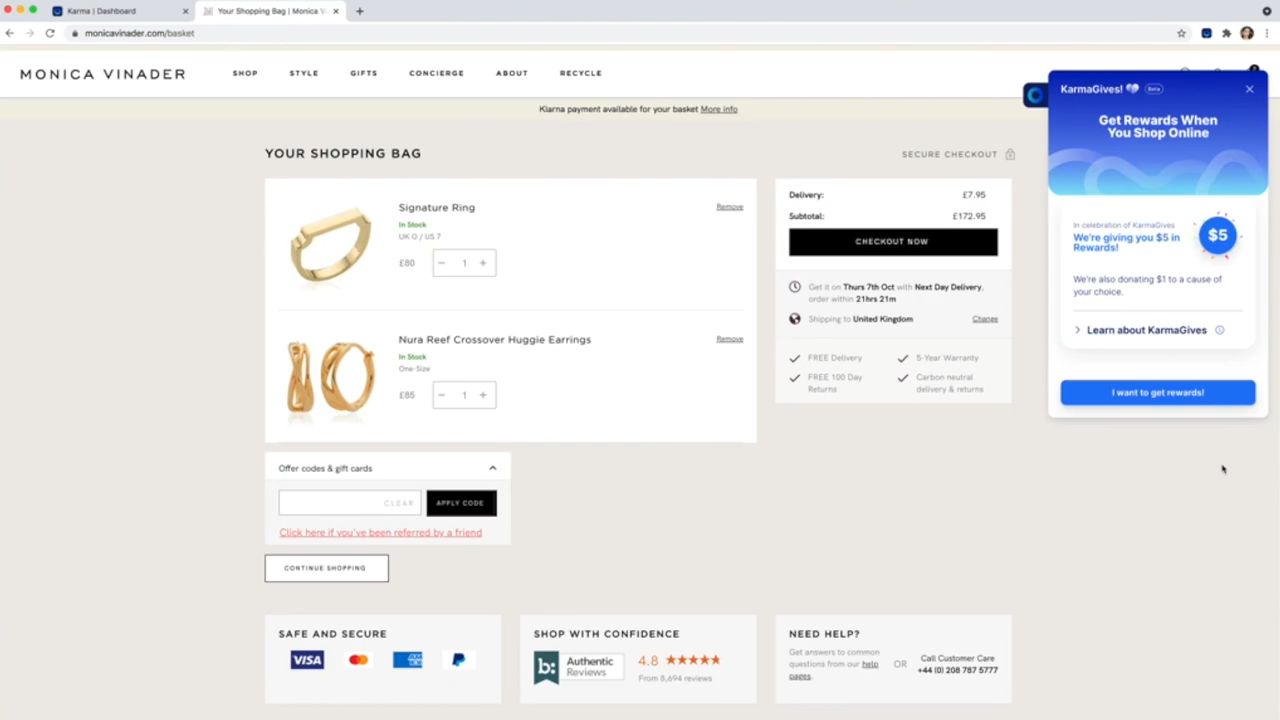 Karma | Dashboard
Your Shopping Bag | Monica V
monicavinader.com/basket
MONICA VINADER
SHOP
STYLE
GIFTS
CONCIERGE
ABOUT
RECYCLE
Klarna payment available for your basket More info
YOUR SHOPPING BAG
SECURE CHECKOUT
Signature Ring
Remove
In Stock
UK O / US 7
£80 − 1 +
Nura Reef Crossover Huggie Earrings
Remove
In Stock
One-Size
£85 − 1 +
Delivery: £7.95
Subtotal: £172.95
CHECKOUT NOW
Get it on Thurs 7th Oct with Next Day Delivery,
order within 21hrs 21m
Shipping to United Kingdom
Change
FREE Delivery
5-Year Warranty
FREE 100 Day
Returns
Carbon neutral
delivery & returns
KarmaGives!
Beta
Get Rewards When
You Shop Online
In celebration of KarmaGives
We're giving you $5 in
Rewards!
$5
We're also donating $1 to a cause of
your choice.
Learn about KarmaGives
I want to get rewards!
Offer codes & gift cards
CLEAR
APPLY CODE
Click here if you've been referred by a friend
CONTINUE SHOPPING
SAFE AND SECURE
VISA
SHOP WITH CONFIDENCE
b:
Authentic
Reviews
4.8
From 8,694 reviews
NEED HELP?
Get answers to common
questions from our help
pages.
OR
Call Customer Care
+44 (0) 208 787 5777